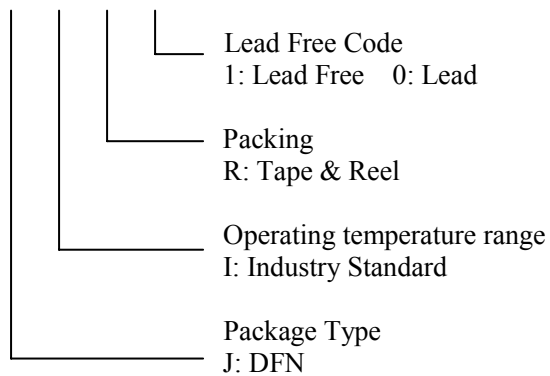 Lead Free Code
1: Lead Free 0: Lead
Packing
R: Tape & Reel
Operating temperature range
I: Industry Standard
Package Type
J: DFN